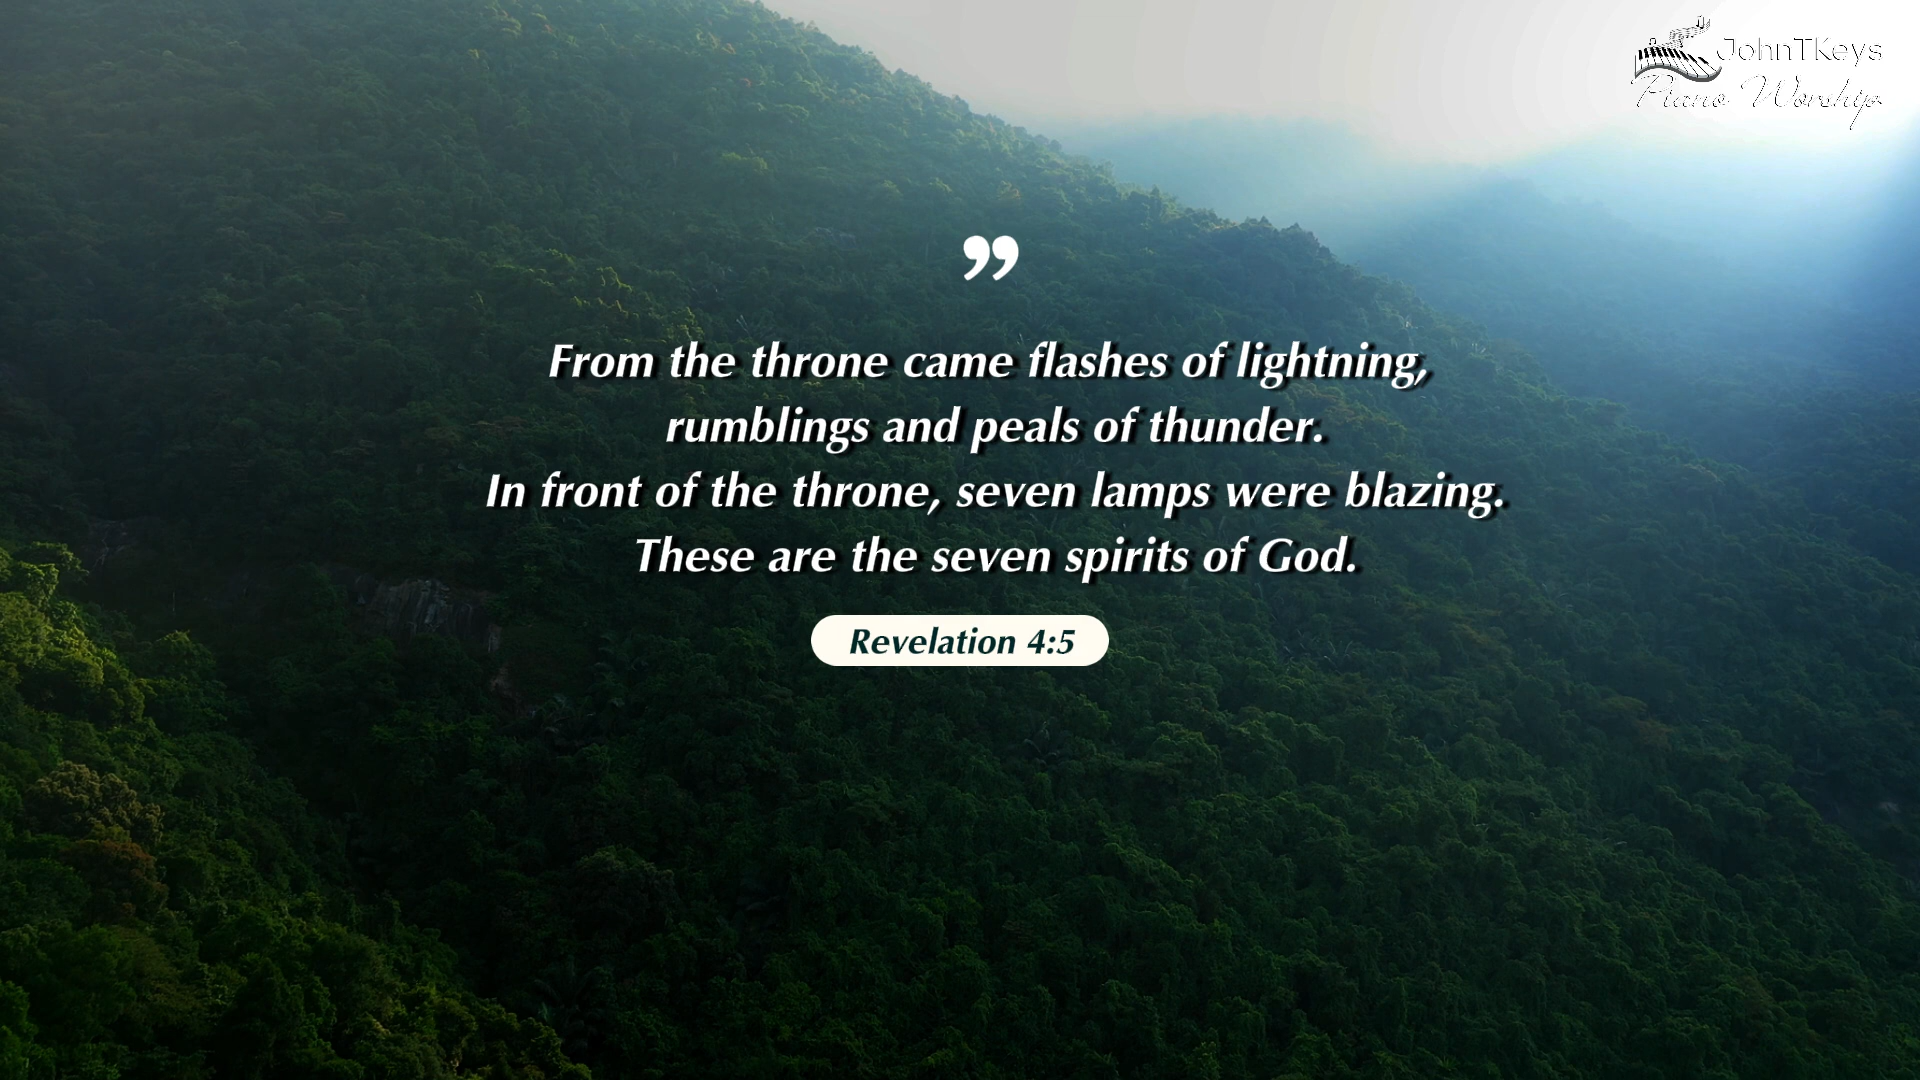 JohnTKeys
Piano Worship
”
From the throne came flashes of lightning,
rumblings and peals of thunder.
In front of the throne, seven lamps were blazing.
These are the seven spirits of God.
Revelation 4:5